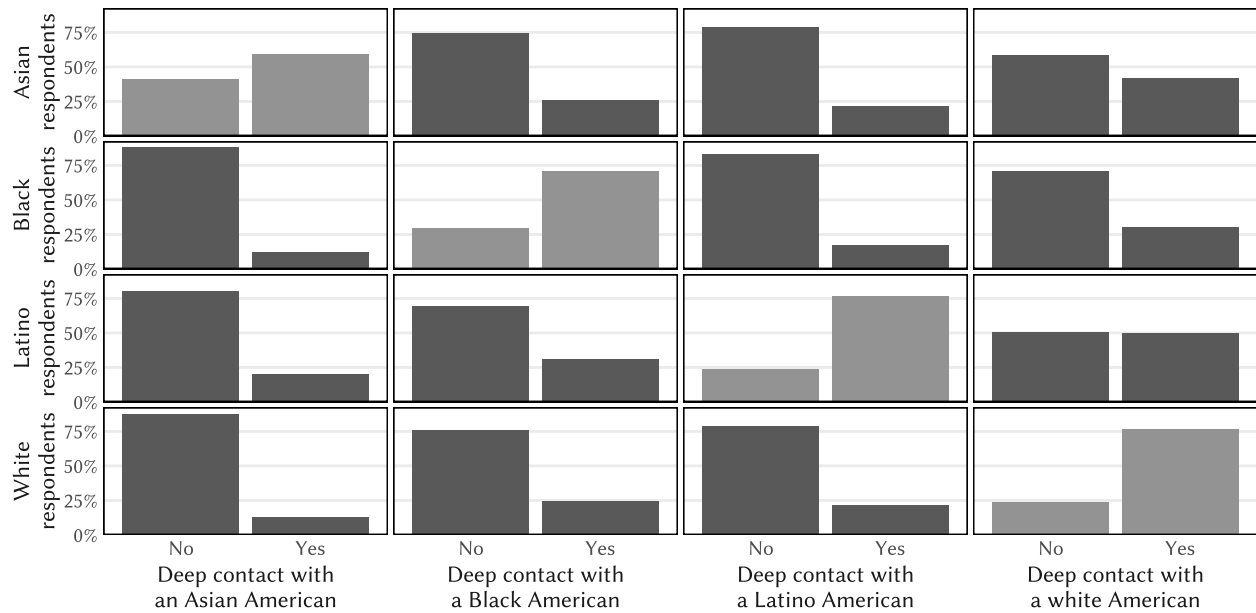 Asian
respondents
75%
50%
25%
0%
Black
respondents
75%
50%
25%
0%
Latino
respondents
75%
50%
25%
0%
White
respondents
75%
50%
25%
0%
No Yes No Yes No Yes No Yes
Deep contact with Deep contact with Deep contact with Deep contact with
an Asian American a Black American a Latino American a white American